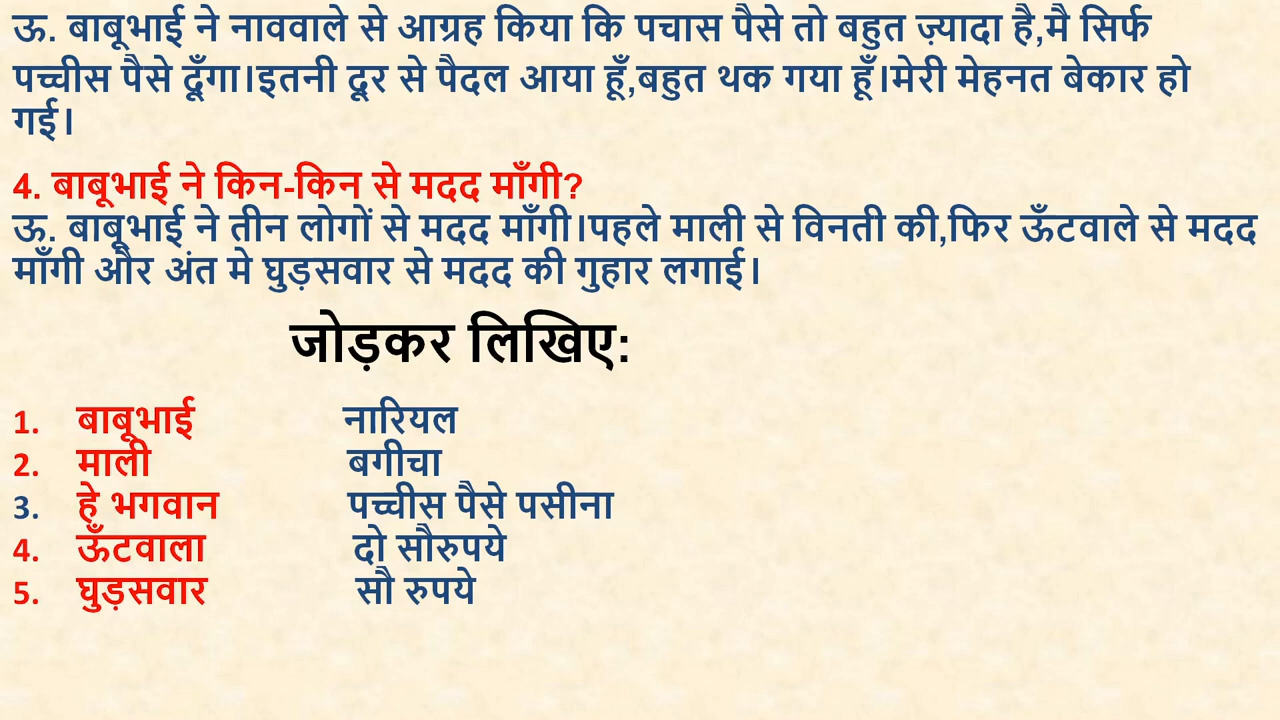 ऊ. बाबूभाई ने नाववाले से आग्रह किया कि पचास पैसे तो बहुत ज़्यादा है,मै सिर्फ
पच्चीस पैसे दूँगा।इतनी दूर से पैदल आया हूँ,बहुत थक गया हूँ।मेरी मेहनत बेकार हो
गई।
4. बाबूभाई ने किन-किन से मदद माँगी?
ऊ. बाबूभाई ने तीन लोगों से मदद माँगी।पहले माली से विनती की,फिर ऊँटवाले से मदद
माँगी और अंत मे घुड़सवार से मदद की गुहार लगाई।
जोड़कर लिखिए:
1. बाबूभाई नारियल
2. माली बगीचा
3. हे भगवान पच्चीस पैसे पसीना
4. ऊँटवाला दो सौरुपये
5. घुड़सवार सौ रुपये